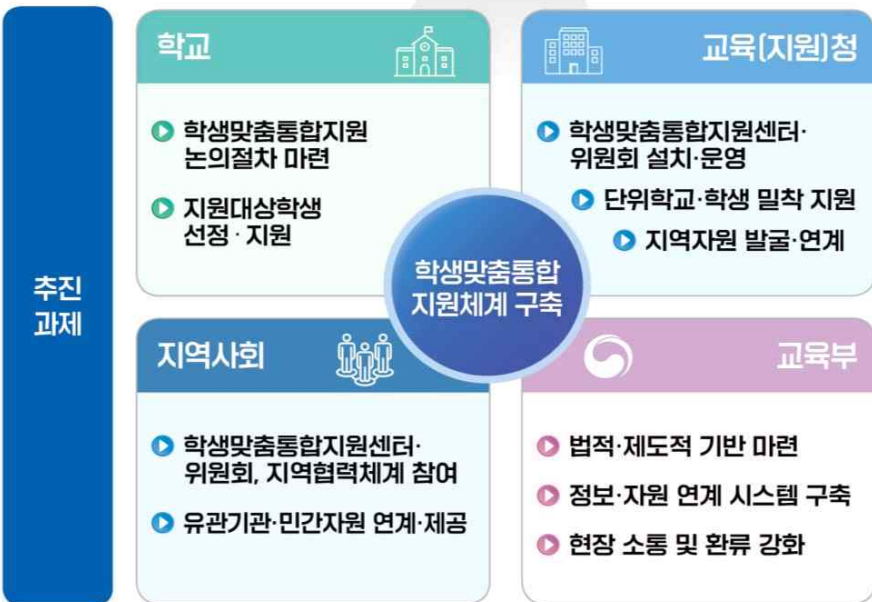 추진
과제
학교
학생맞춤통합지원
논의절차 마련
지원대상학생
선정·지원
교육(지원)청
학생맞춤통합지원센터·
위원회 설치·운영
단위학교·학생 밀착 지원
지역자원 발굴·연계
학생맞춤통합
지원체계 구축
지역사회
학생맞춤통합지원센터·
위원회, 지역협력체계 참여
유관기관·민간자원 연계·제공
교육부
법적·제도적 기반 마련
정보·자원 연계 시스템 구축
현장 소통 및 환류 강화